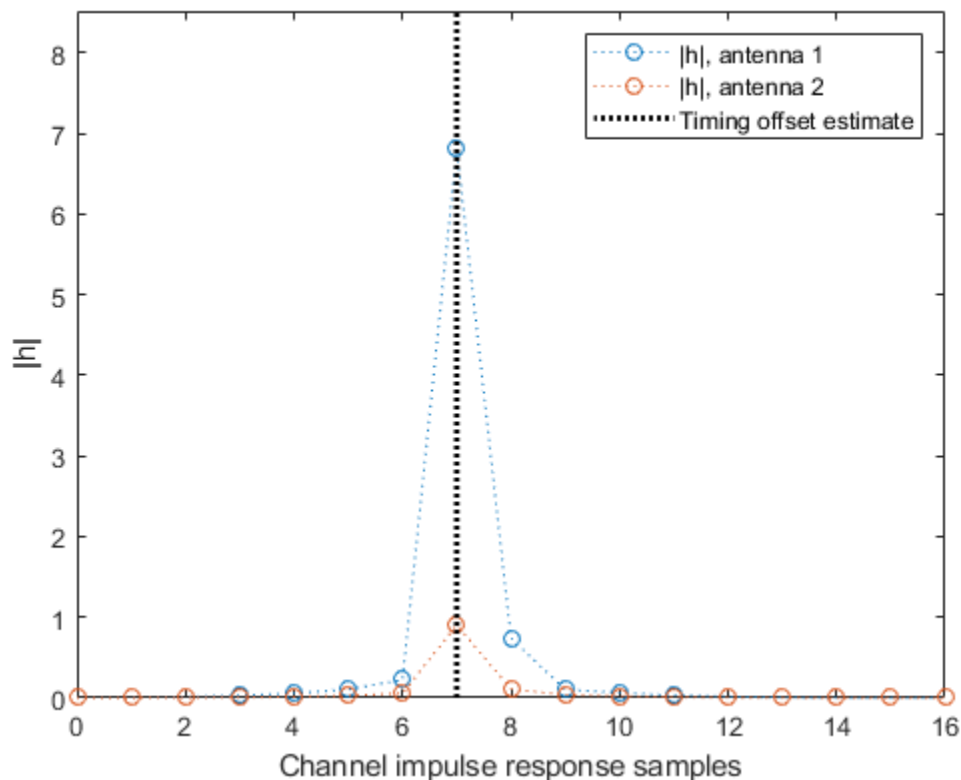 |h|, antenna 1
|h|, antenna 2
Timing offset estimate
8
7
6
5
4
3
2
1
0
|h|
0 2 4 6 8 10 12 14 16
Channel impulse response samples